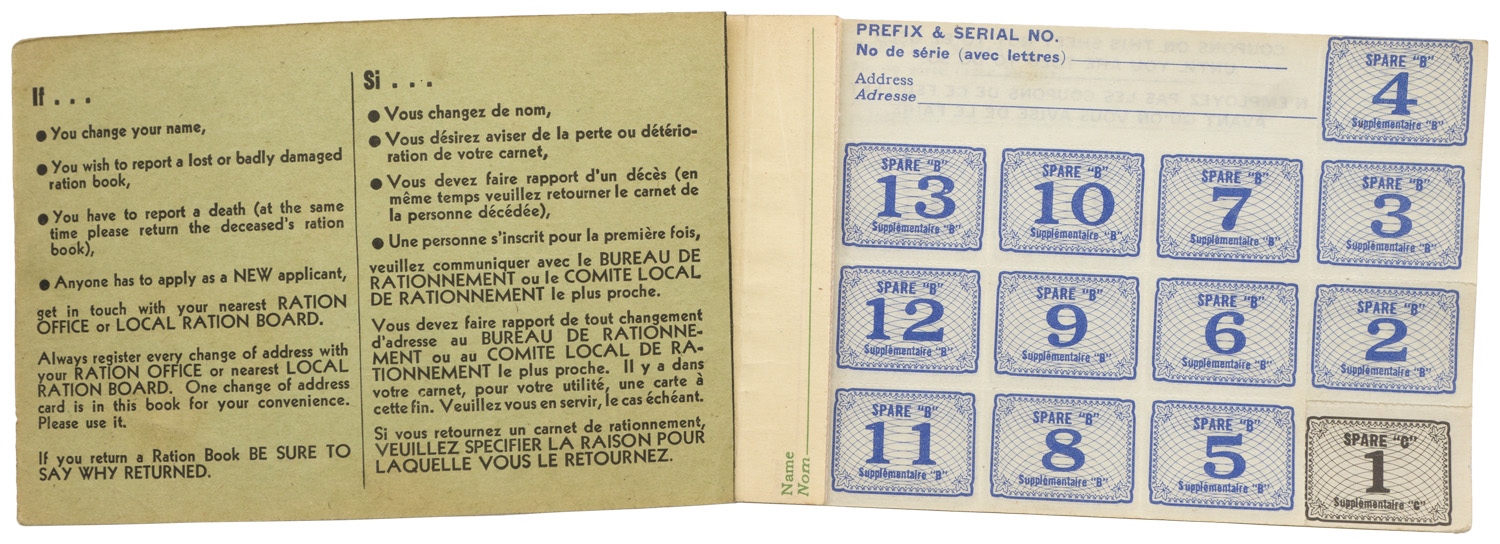 If . . .
● You change your name,
● You wish to report a lost or badly damaged
ration book,
● You have to report a death (at the same
time please return the deceased's ration
book),
● Anyone has to apply as a NEW applicant,
get in touch with your nearest RATION
OFFICE or LOCAL RATION BOARD.
Always register every change of address with
your RATION OFFICE or nearest LOCAL
RATION BOARD. One change of address
card is in this book for your convenience.
Please use it.
If you return a Ration Book BE SURE TO
SAY WHY RETURNED.
Si . . .
● Vous changez de nom,
● Vous désirez aviser de la perte ou détério-
ration de votre carnet,
● Vous devez faire rapport d'un décès (en
même temps veuillez retourner le carnet de
la personne décédée),
● Une personne s'inscrit pour la première fois,
veuillez communiquer avec le BUREAU DE
RATIONNEMENT ou le COMITE LOCAL
DE RATIONNEMENT le plus proche.
Vous devez faire rapport de tout changement
d'adresse au BUREAU DE RATIONNE-
MENT ou au COMITE LOCAL DE RA-
TIONNEMENT le plus proche. Il y a dans
votre carnet, pour votre utilité, une carte à
cette fin. Veuillez vous en servir, le cas échéant.
Si vous retournez un carnet de rationnement,
VEUILLEZ SPECIFIER LA RAISON POUR
LAQUELLE VOUS LE RETOURNEZ.
Name
Nom
PREFIX & SERIAL NO.
No de série (avec lettres)
Address
Adresse
SPARE "B"
4
Supplémentaire "B"
SPARE "B"
13
Supplémentaire "B"
SPARE "B"
10
Supplémentaire "B"
SPARE "B"
7
Supplémentaire "B"
SPARE "B"
3
Supplémentaire "B"
SPARE "B"
12
Supplémentaire "B"
SPARE "B"
9
Supplémentaire "B"
SPARE "B"
6
Supplémentaire "B"
SPARE "B"
2
Supplémentaire "B"
SPARE "B"
11
Supplémentaire "B"
SPARE "B"
8
Supplémentaire "B"
SPARE "B"
5
Supplémentaire "B"
SPARE "C"
1
Supplémentaire "C"